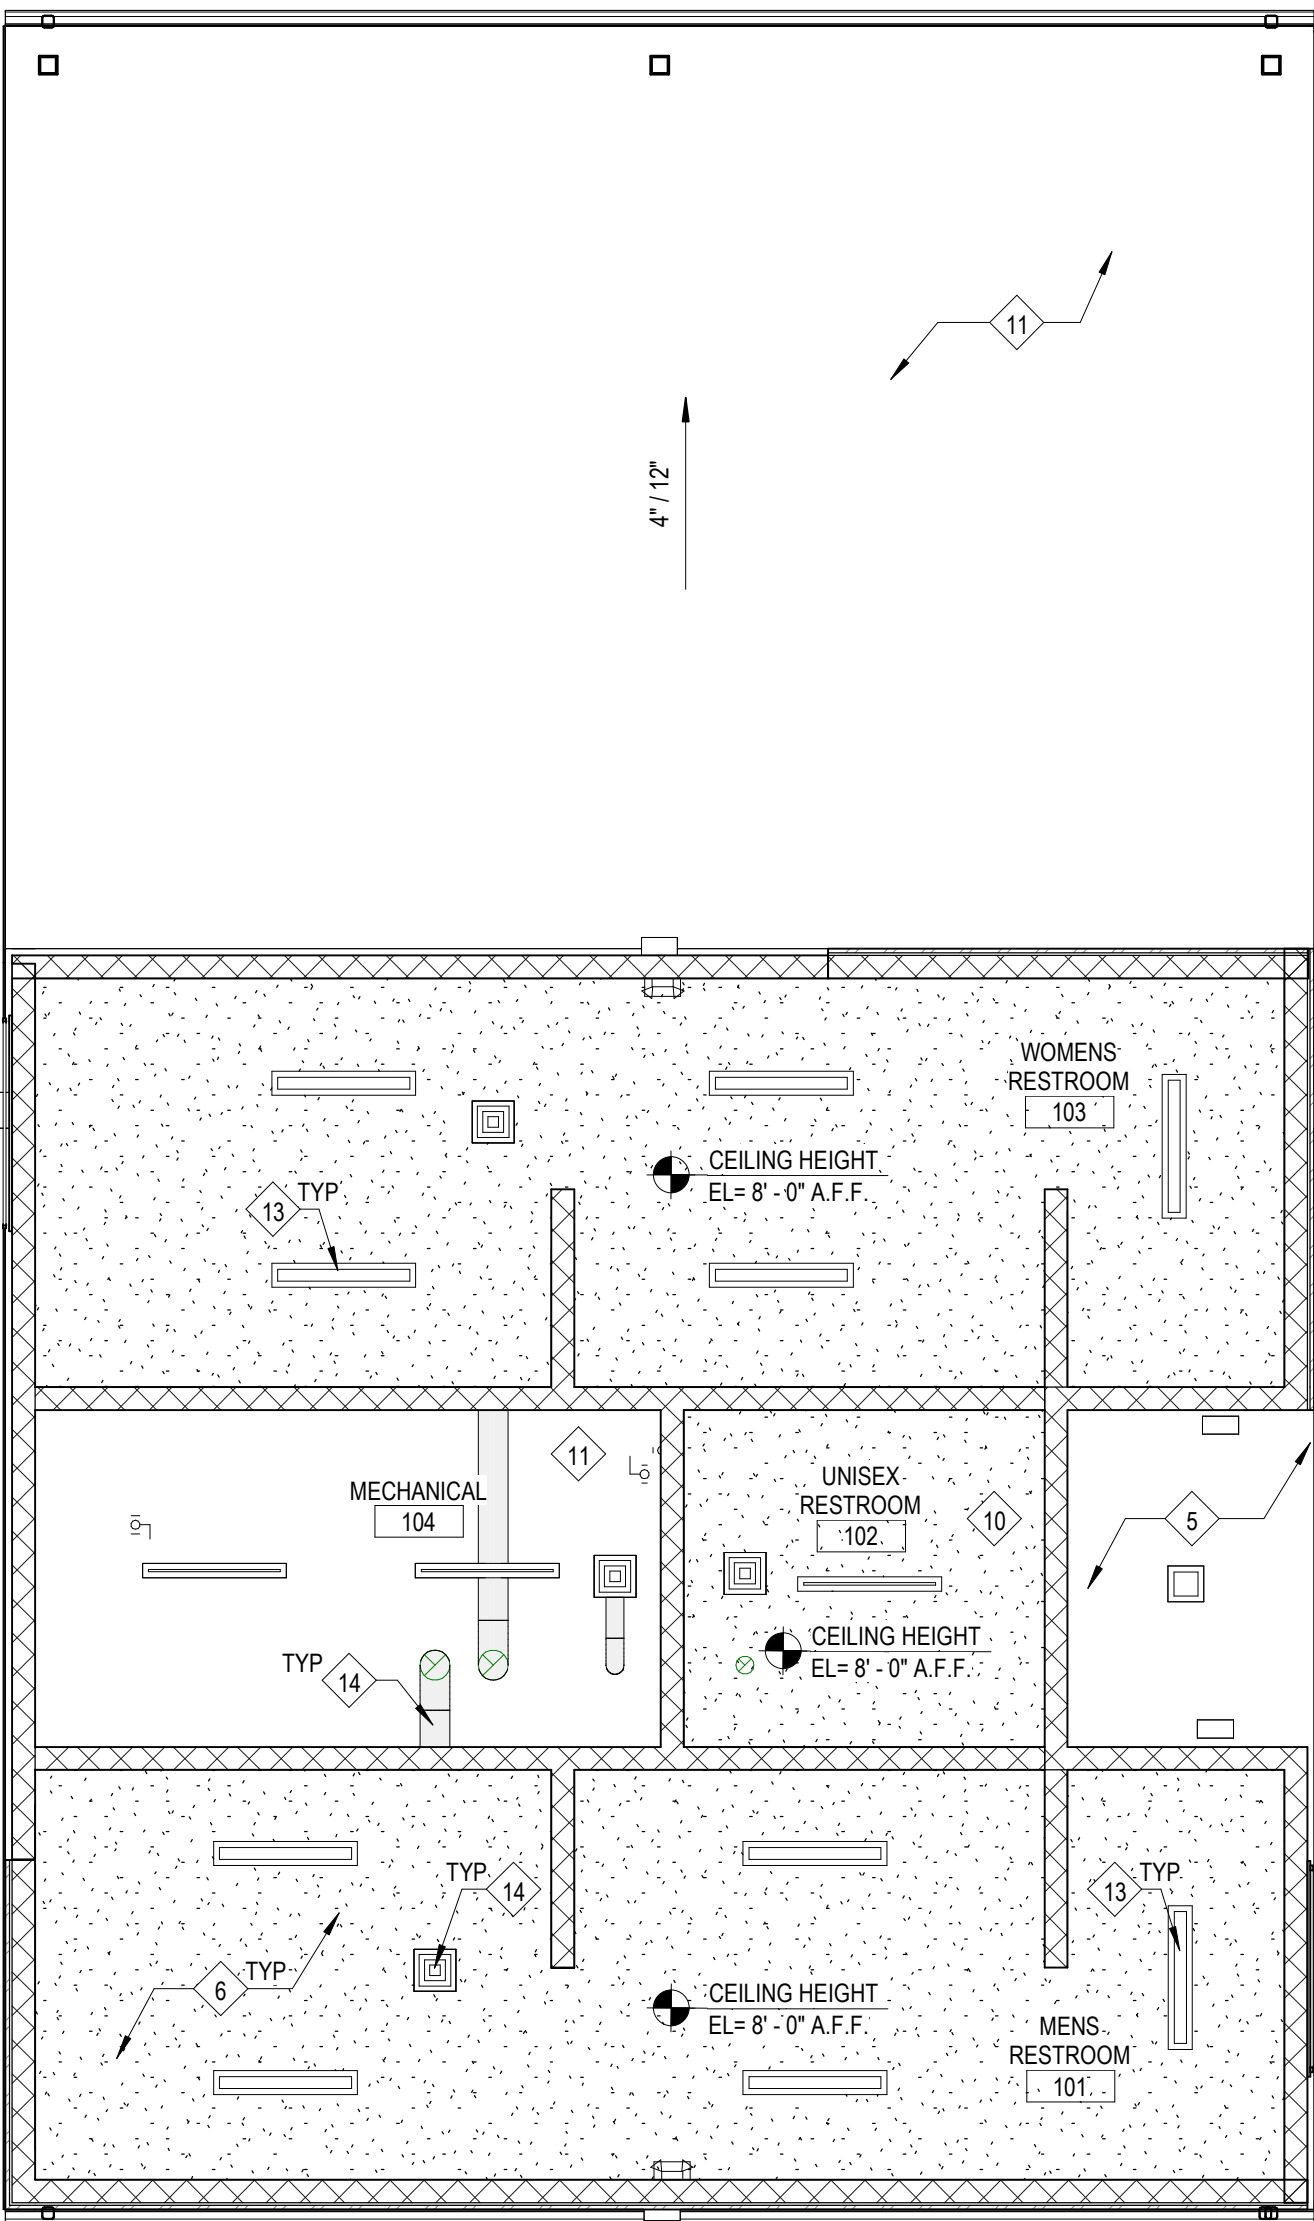 11
4" / 12"
WOMENS
RESTROOM
103
CEILING HEIGHT
EL= 8' - 0" A.F.F.
TYP
13
11
MECHANICAL
104
UNISEX
RESTROOM
102
10
5
CEILING HEIGHT
EL= 8' - 0" A.F.F.
TYP
14
TYP
14
TYP
13
TYP
6
CEILING HEIGHT
EL= 8' - 0" A.F.F.
MENS
RESTROOM
101